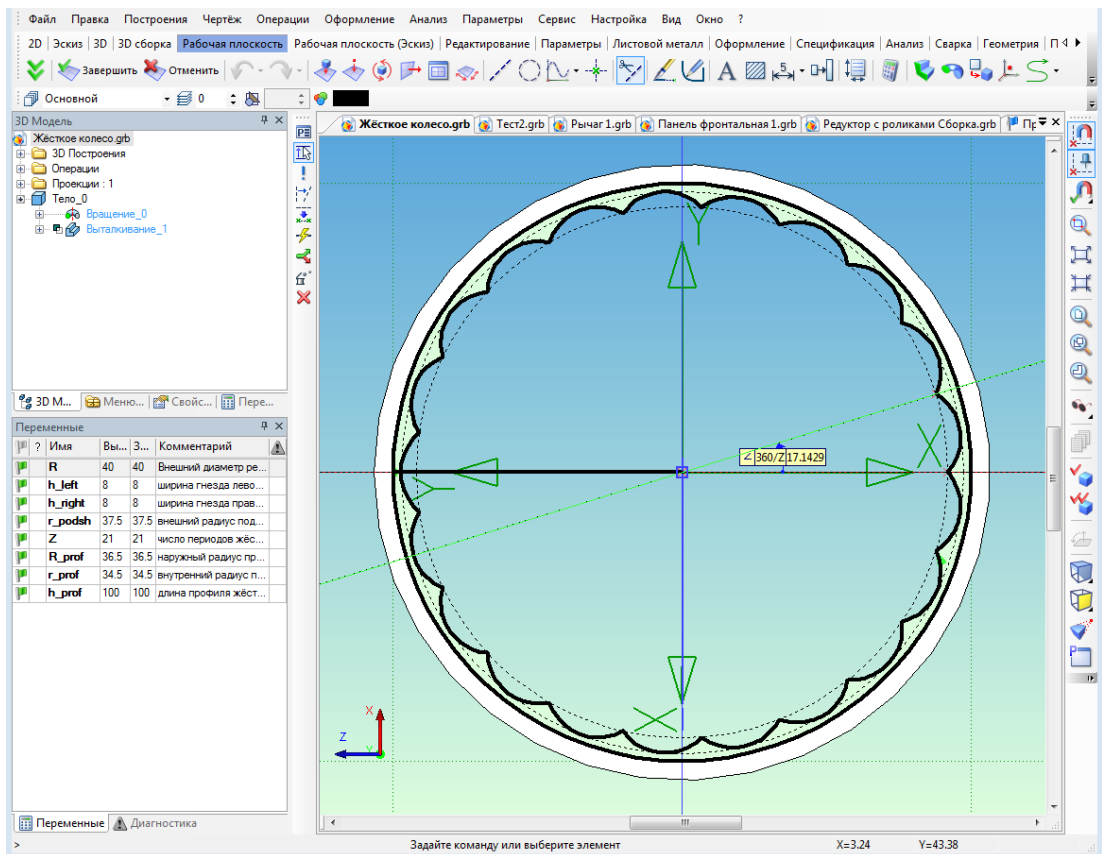 Файл Правка Построения Чертёж Операции Оформление Анализ Параметры Сервис Настройка Вид Окно ?
2D Эскиз 3D 3D сборка Рабочая плоскость Рабочая плоскость (Эскиз) Редактирование Параметры Листовой металл Оформление Спецификация Анализ Сварка Геометрия П
Завершить Отменить
Основной 0
3D Модель
Жёсткое колесо.grb Тест2.grb Рычаг 1.grb Панель фронтальная 1.grb Редуктор с роликами Сборка.grb Пр
Жёсткое колесо.grb
3D Построения
Операции
Проекции : 1
Тело_0
Вращение_0
Выталкивание_1
3D М... Меню... Свойс... Пере...
Переменные
? Имя Вы... З... Комментарий
R 40 40 Внешний диаметр ре...
h_left 8 8 ширина гнезда лево...
h_right 8 8 ширина гнезда прав...
r_podsh 37.5 37.5 внешний радиус под...
Z 21 21 число периодов жёс...
R_prof 36.5 36.5 наружный радиус пр...
r_prof 34.5 34.5 внутренний радиус п...
h_prof 100 100 длина профиля жёст...
Y
X
Y
X
∠ 360/Z 17.1429
X
Z
Y
Переменные Диагностика
> Задайте команду или выберите элемент X=3.24 Y=43.38